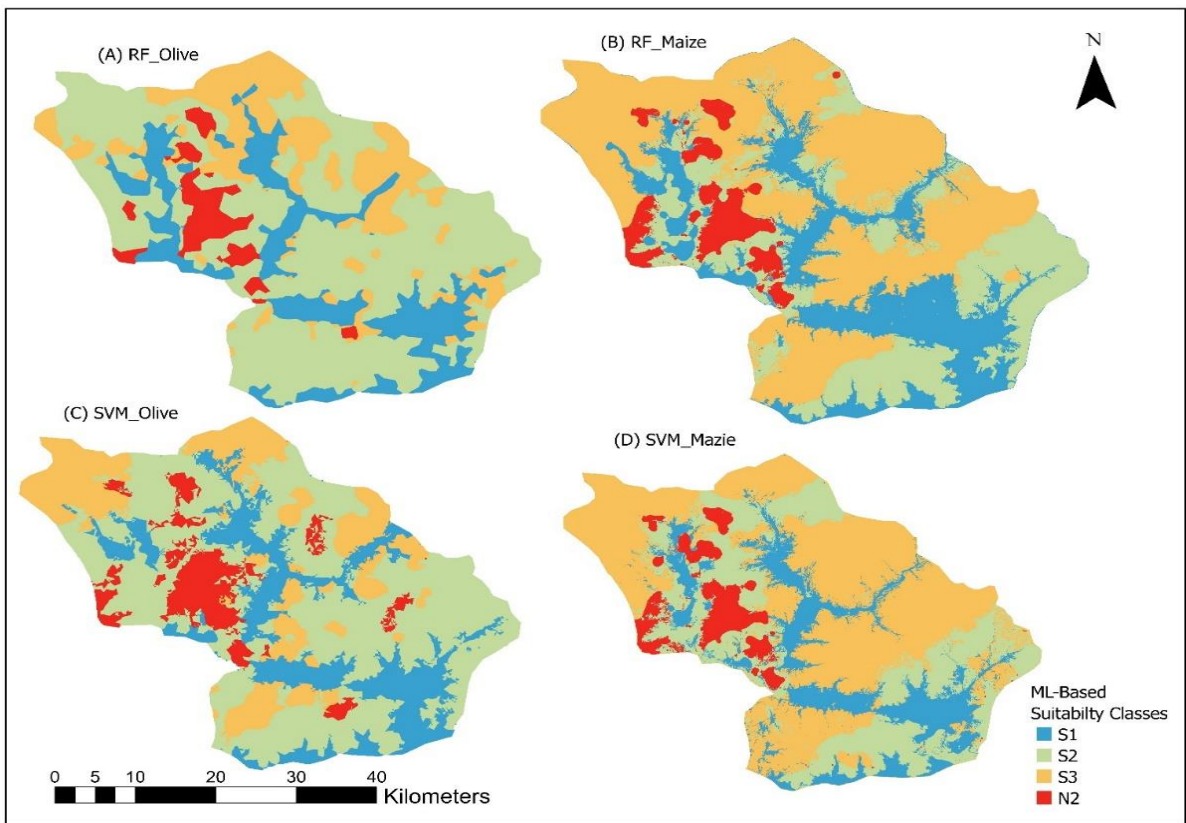 (A) RF_Olive
(B) RF_Maize
N
(C) SVM_Olive
(D) SVM_Mazie
ML-Based
Suitabilty Classes
S1
S2
S3
N2
0 5 10 20 30 40
Kilometers